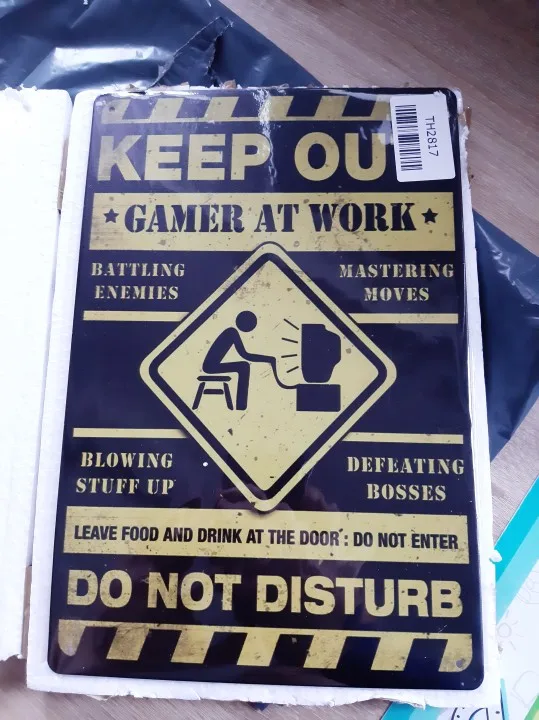 KEEP OU
TH2817
★ GAMER AT WORK ★
BATTLING
ENEMIES
MASTERING
MOVES
BLOWING
STUFF UP
DEFEATING
BOSSES
LEAVE FOOD AND DRINK AT THE DOOR : DO NOT ENTER
DO NOT DISTURB